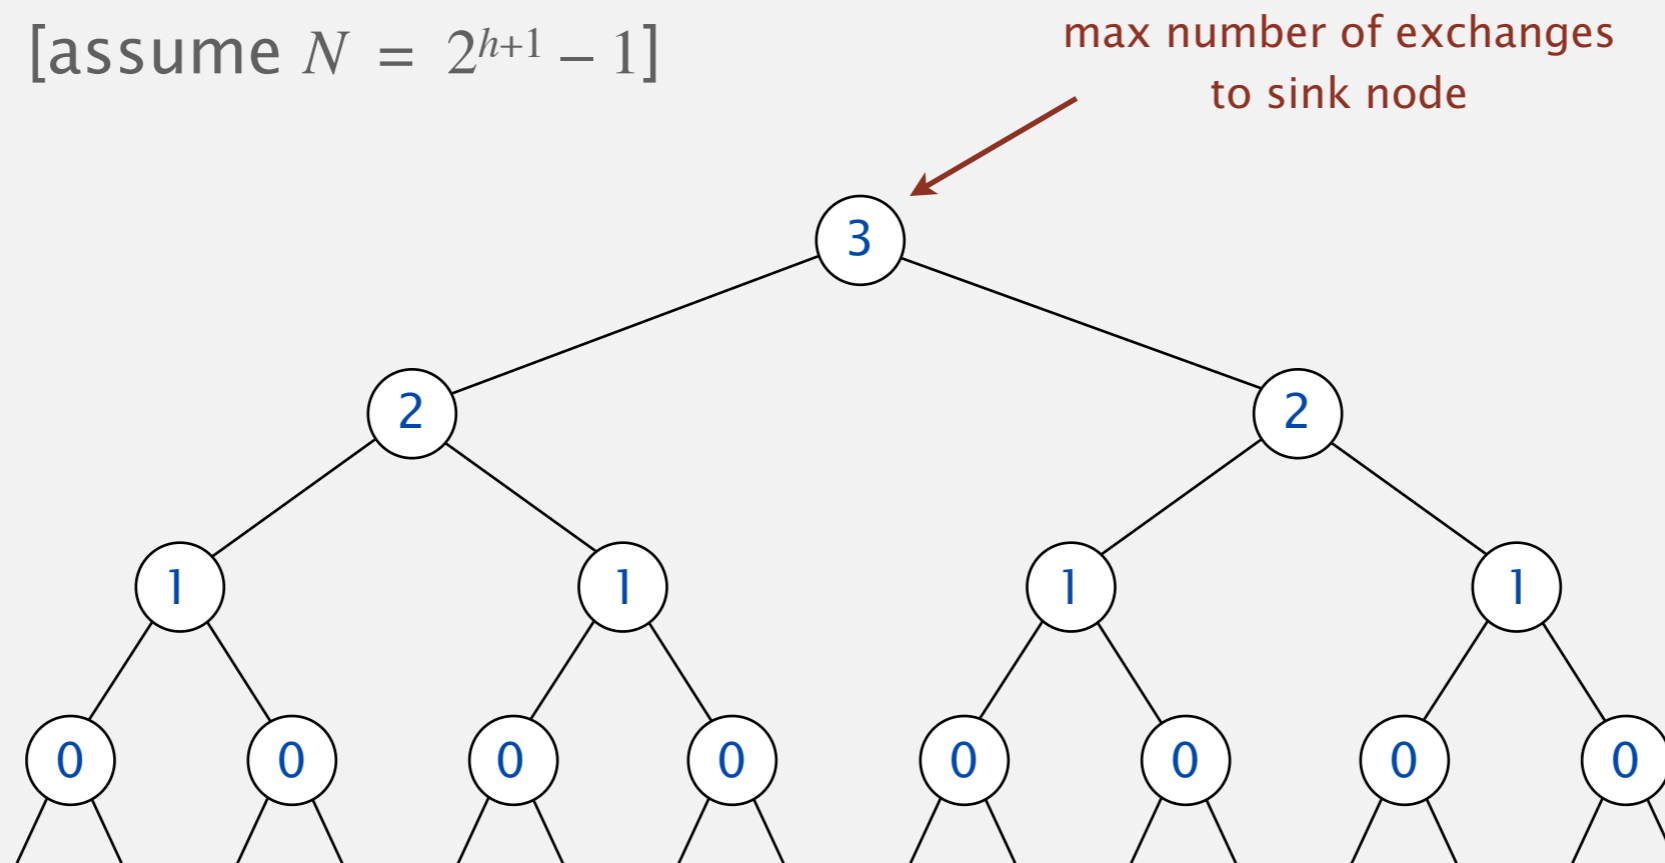 [assume N = 2^{h+1} – 1]
max number of exchanges
to sink node
3
2 2
1 1 1 1
0 0 0 0 0 0 0 0